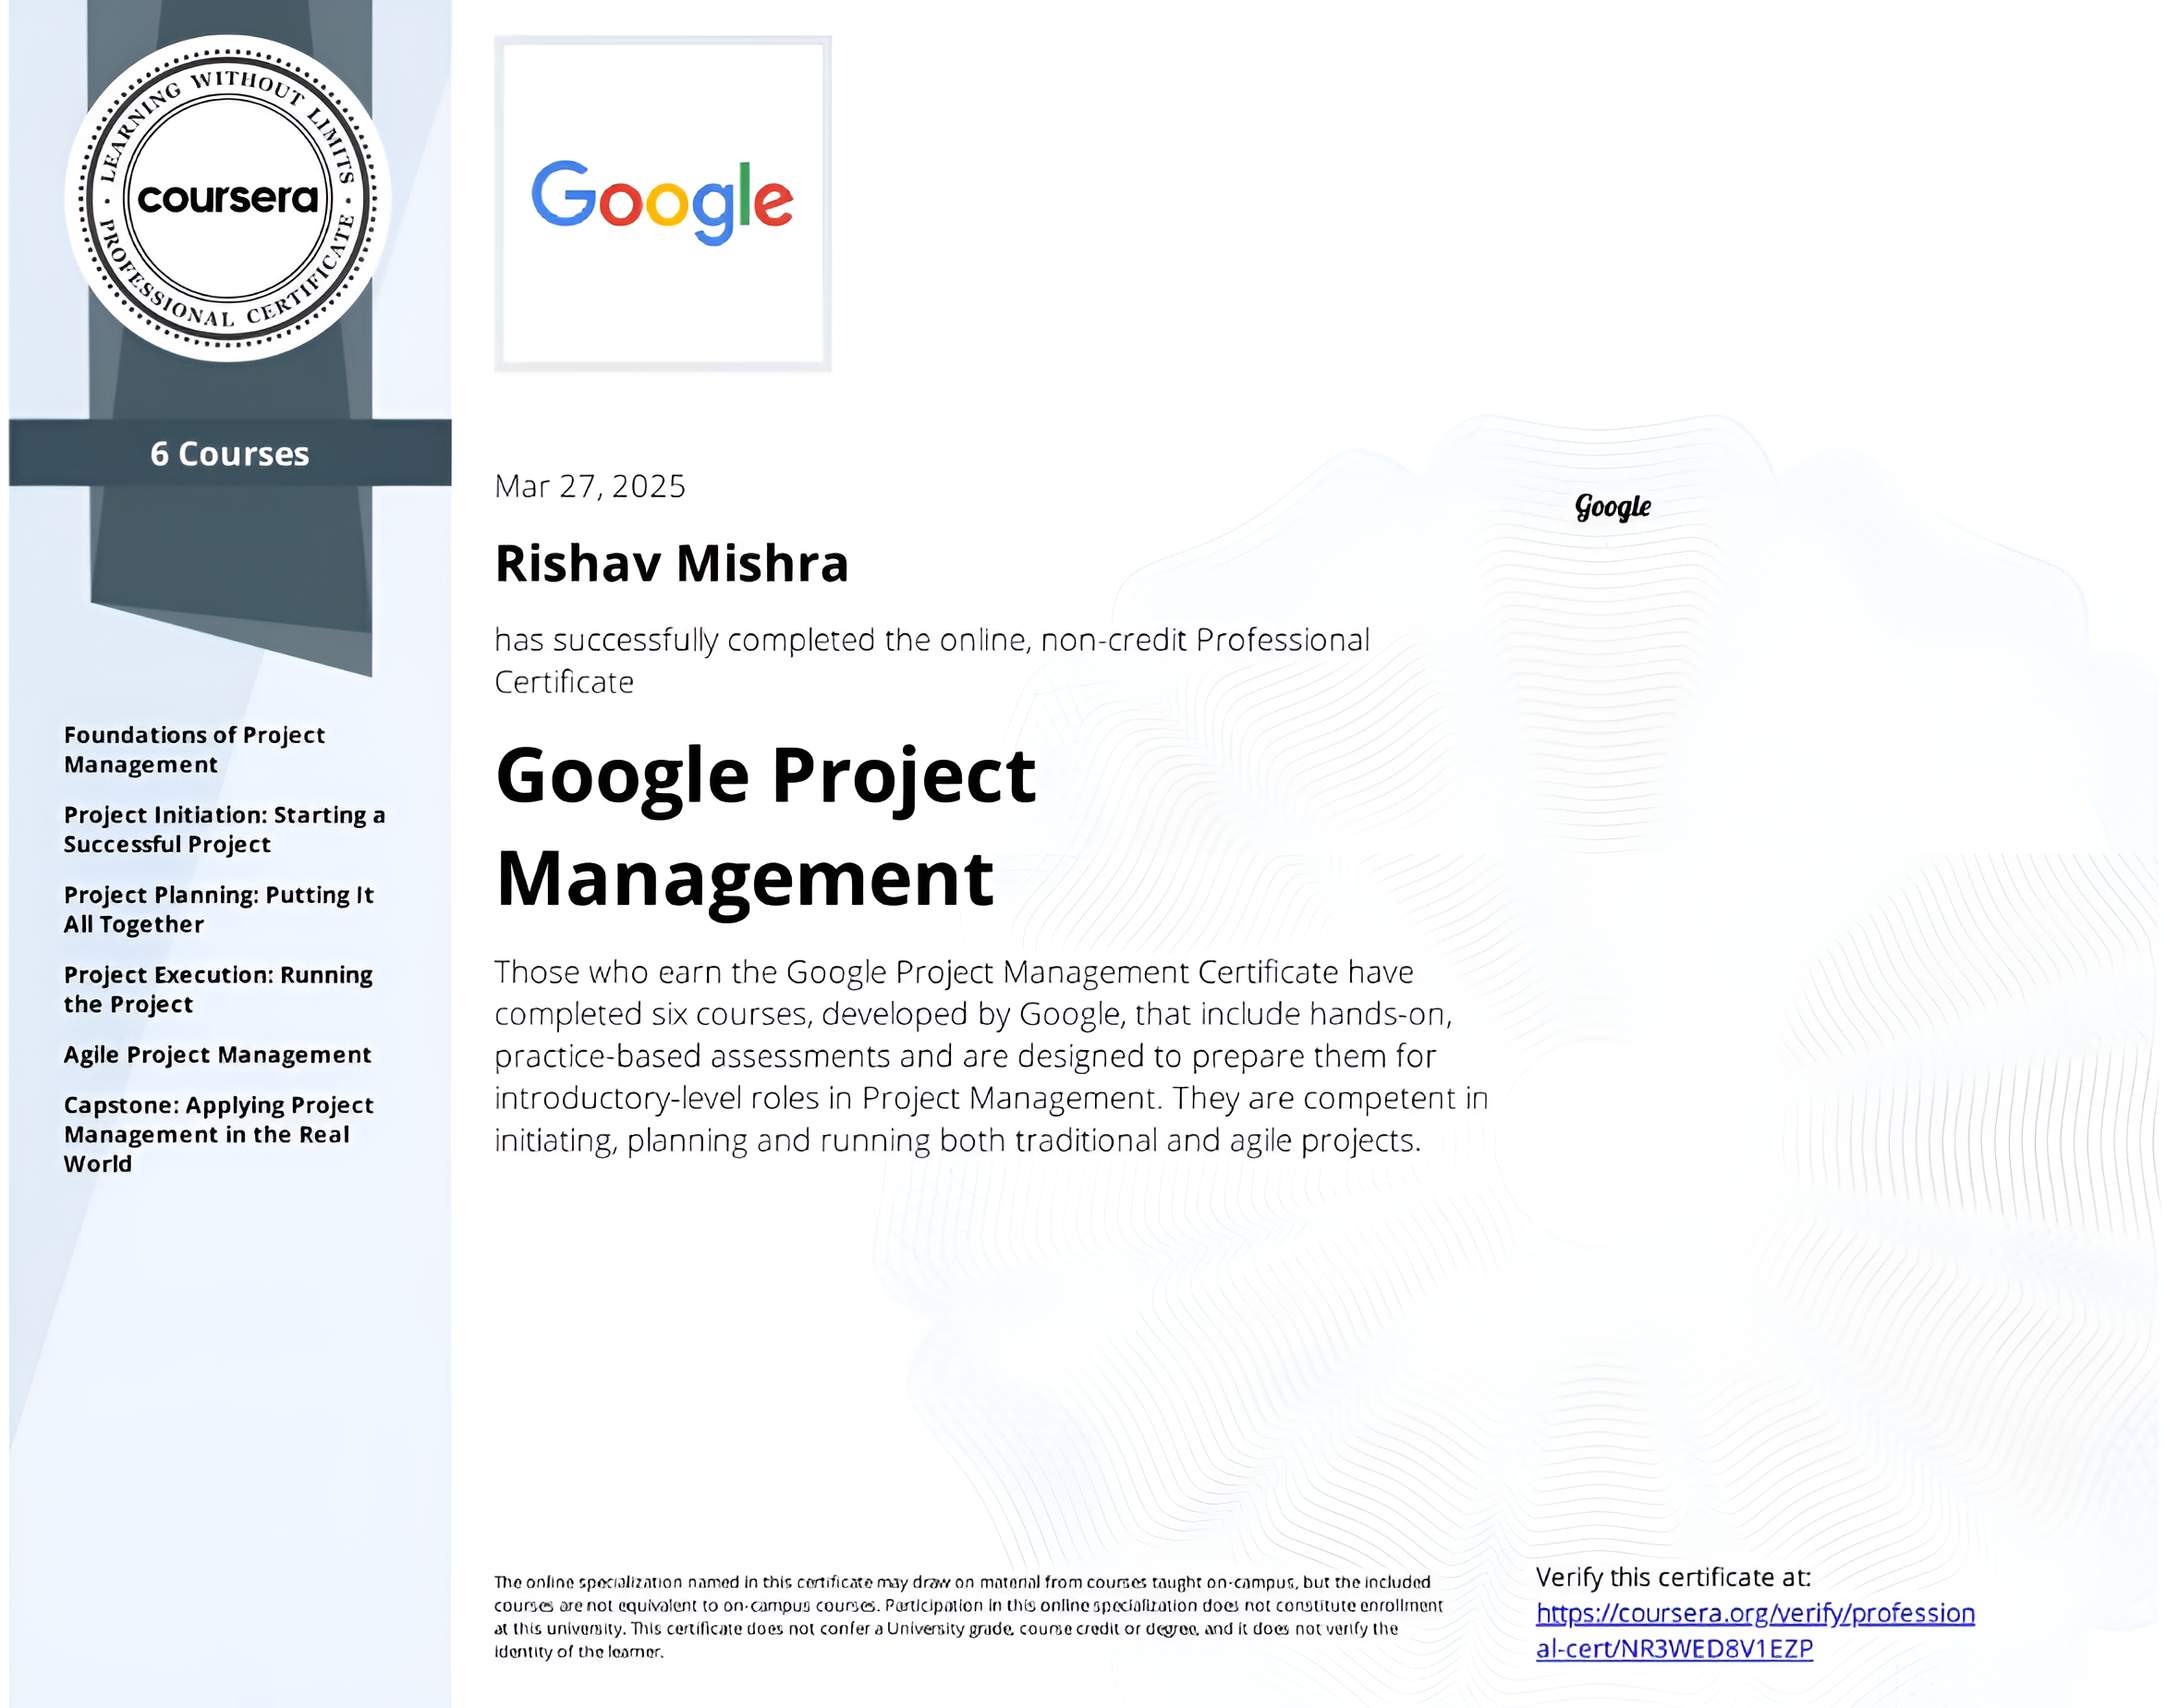 LEARNING WITHOUT LIMITS
coursera
PROFESSIONAL CERTIFICATE
6 Courses
Foundations of Project
Management
Project Initiation: Starting a
Successful Project
Project Planning: Putting It
All Together
Project Execution: Running
the Project
Agile Project Management
Capstone: Applying Project
Management in the Real
World
Google
Mar 27, 2025
Google
Rishav Mishra
has successfully completed the online, non-credit Professional
Certificate
Google Project
Management
Those who earn the Google Project Management Certificate have
completed six courses, developed by Google, that include hands-on,
practice-based assessments and are designed to prepare them for
introductory-level roles in Project Management. They are competent in
initiating, planning and running both traditional and agile projects.
The online specialization named in this certificate may draw on material from courses taught on-campus, but the included
courses are not equivalent to on-campus courses. Participation in this online specialization does not constitute enrollment
at this university. This certificate does not confer a University grade, course credit or degree, and it does not verify the
identity of the learner.
Verify this certificate at:
https://coursera.org/verify/profession
al-cert/NR3WED8V1EZP